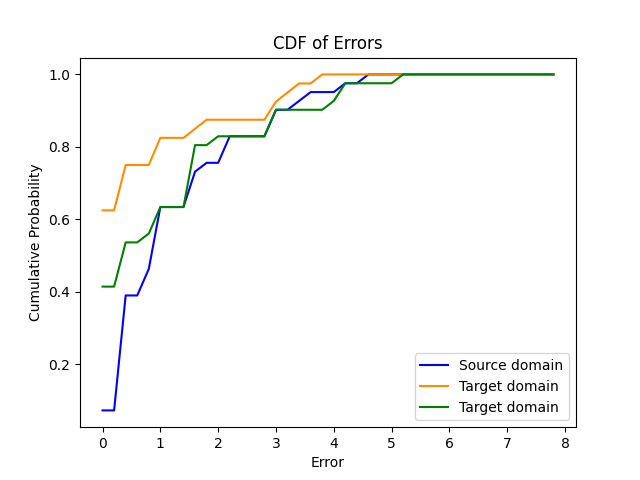 CDF of Errors
1.0
0.8
0.6
0.4
0.2
Cumulative Probability
0 1 2 3 4 5 6 7 8
Error
Source domain
Target domain
Target domain